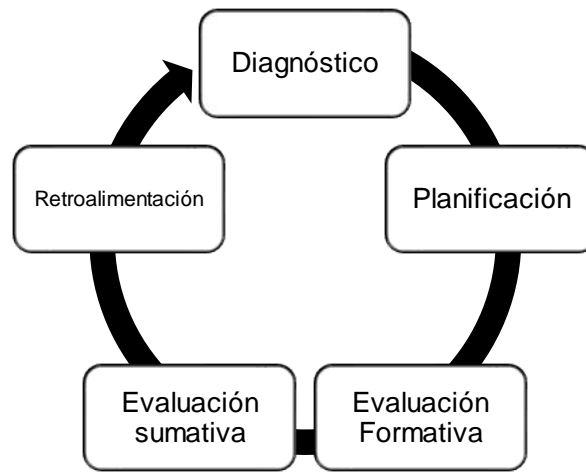 Diagnóstico
Planificación
Evaluación
Formativa
Evaluación
sumativa
Retroalimentación